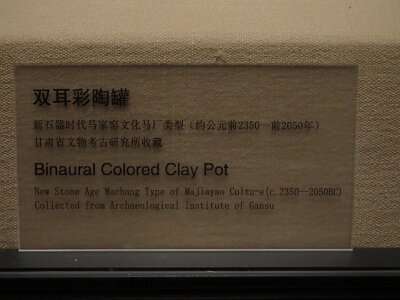 双耳彩陶罐
新石器时代马家窑文化马厂类型（约公元前2350—前2050年）
甘肃省文物考古研究所收藏
Binaural Colored Clay Pot
New Stone Age Machang Type of Majiayao Cultu-e(c.2350—2050BC)
Collected from Archaeological Institute of Gansu